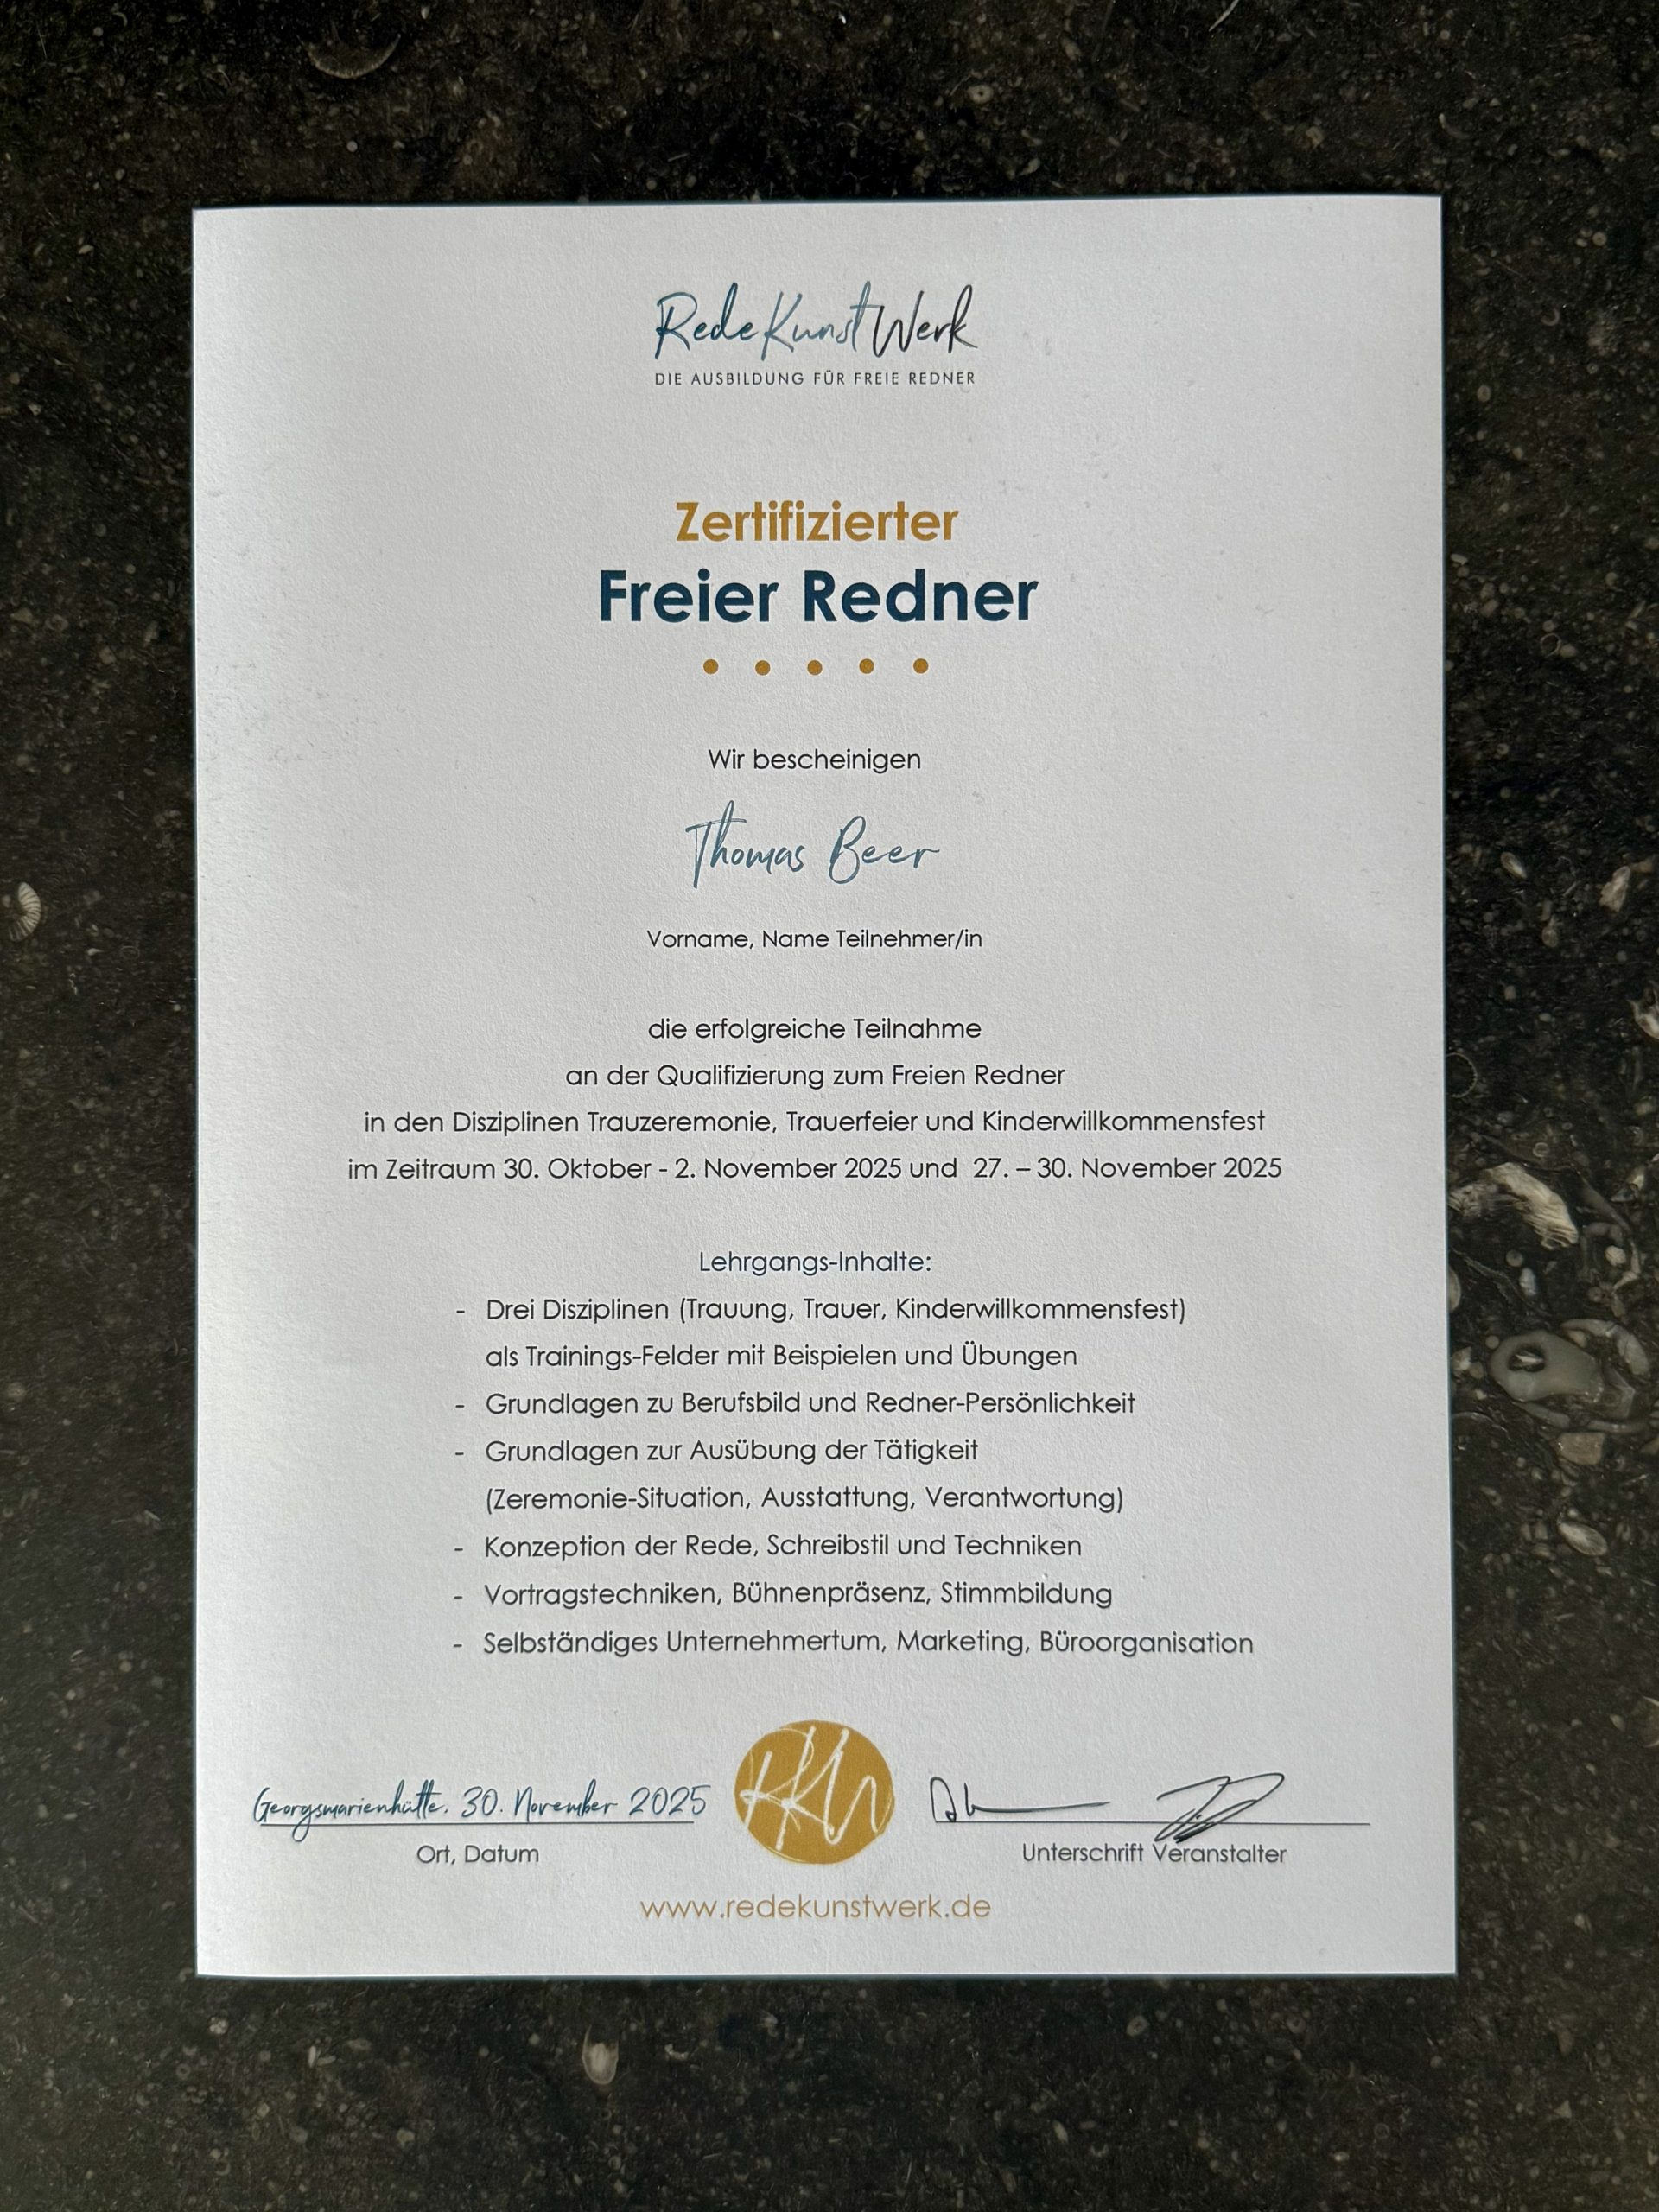 RedeKunstWerk
DIE AUSBILDUNG FÜR FREIE REDNER
Zertifizierter
Freier Redner
Wir bescheinigen
Thomas Beer
Vorname, Name Teilnehmer/in
die erfolgreiche Teilnahme
an der Qualifizierung zum Freien Redner
in den Disziplinen Trauzeremonie, Trauerfeier und Kinderwillkommensfest
im Zeitraum 30. Oktober - 2. November 2025 und 27. – 30. November 2025
Lehrgangs-Inhalte:
- Drei Disziplinen (Trauung, Trauer, Kinderwillkommensfest)
als Trainings-Felder mit Beispielen und Übungen
- Grundlagen zu Berufsbild und Redner-Persönlichkeit
- Grundlagen zur Ausübung der Tätigkeit
(Zeremonie-Situation, Ausstattung, Verantwortung)
- Konzeption der Rede, Schreibstil und Techniken
- Vortragstechniken, Bühnenpräsenz, Stimmbildung
- Selbständiges Unternehmertum, Marketing, Büroorganisation
Georgsmarienhütte, 30. November 2025
Ort, Datum
RKW
Unterschrift Veranstalter
www.redekunstwerk.de